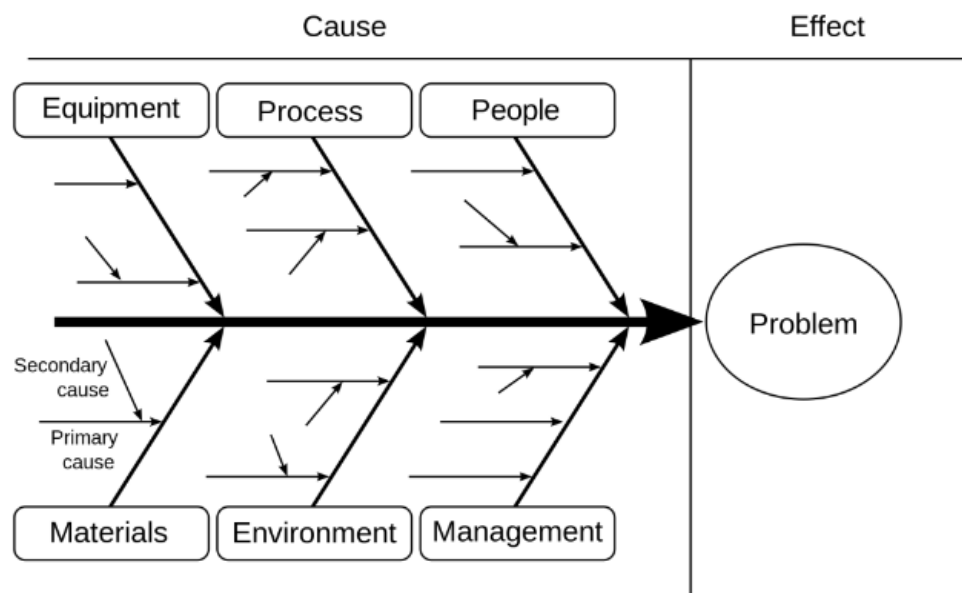 Cause
Effect
Equipment
Process
People
Problem
Secondary
cause
Primary
cause
Materials
Environment
Management